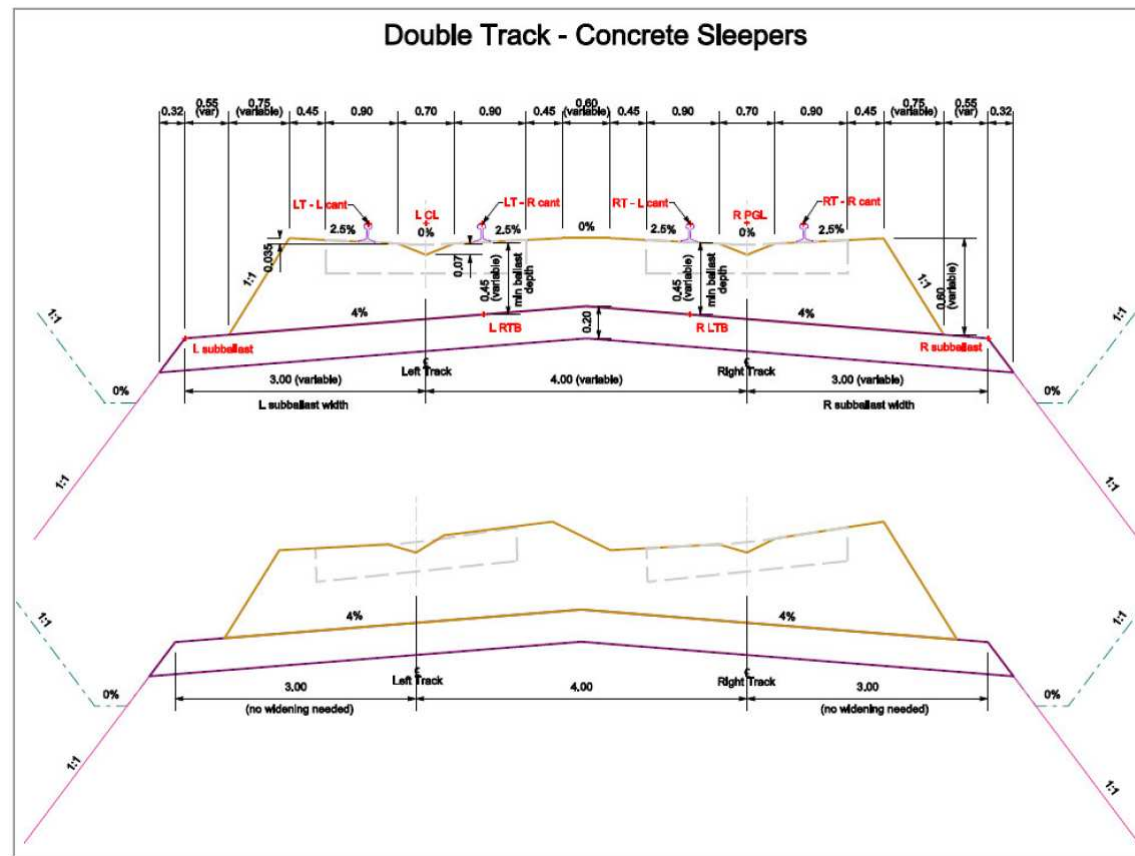 Double Track - Concrete Sleepers
0.32
0.55
(var)
0.75
(variable)
0.45
0.90
0.70
0.90
0.45
0.60
(variable)
0.45
0.90
0.70
0.90
0.45
0.75
(variable)
0.55
(var)
0.32
LT - L cant
L CL
LT - R cant
RT - L cant
R PGL
RT - R cant
2.5%
0%
2.5%
0%
2.5%
0%
2.5%
0.035
0.07
0.45
(variable)
min ballast
depth
0.45
(variable)
min ballast
depth
0.60
(variable)
1:1
1:1
4%
L RTB
0.20
R LTB
4%
1:1
1:1
L subballast
R subballast
℄
Left Track
℄
Right Track
0%
3.00 (variable)
4.00 (variable)
3.00 (variable)
0%
L subballast width
R subballast width
1:1
1:1
4%
4%
1:1
1:1
℄
Left Track
℄
Right Track
0%
3.00
4.00
3.00
0%
(no widening needed)
(no widening needed)
1:1
1:1